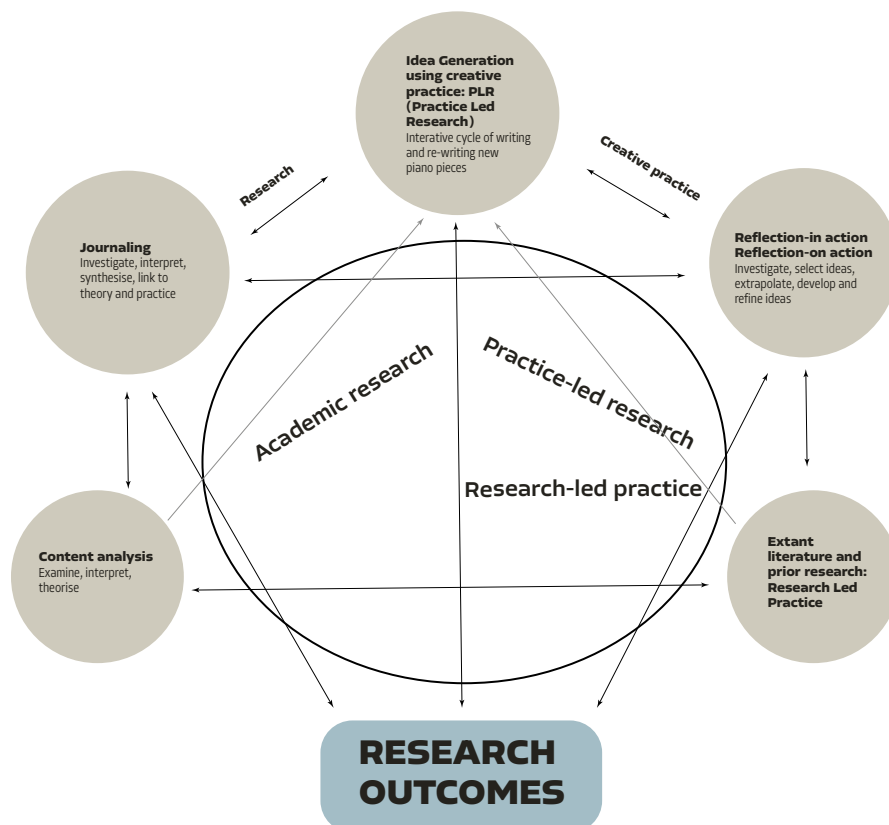 Idea Generation
using creative
practice: PLR
(Practice Led
Research)
Interative cycle of writing
and re-writing new
piano pieces
Research
Creative practice
Journaling
Investigate, interpret,
synthesise, link to
theory and practice
Reflection-in action
Reflection-on action
Investigate, select ideas,
extrapolate, develop and
refine ideas
Academic research
Practice-led research
Research-led practice
Content analysis
Examine, interpret,
theorise
Extant
literature and
prior research:
Research Led
Practice
RESEARCH
OUTCOMES